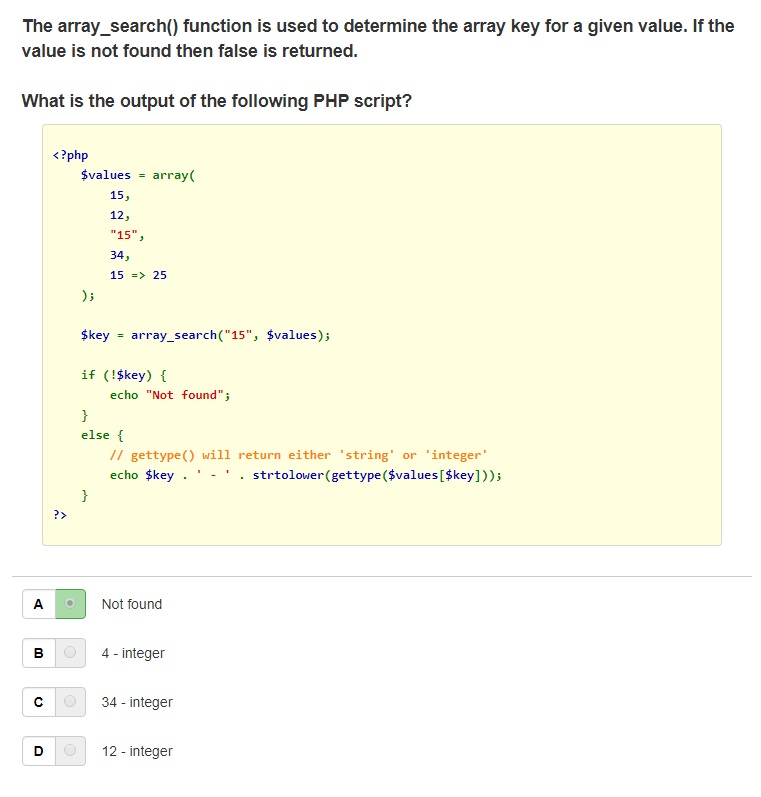 The array_search() function is used to determine the array key for a given value. If the
value is not found then false is returned.
What is the output of the following PHP script?
<?php
$values = array(
15,
12,
"15",
34,
15 => 25
);
$key = array_search("15", $values);
if (!$key) {
echo "Not found";
}
else {
// gettype() will return either 'string' or 'integer'
echo $key . ' - ' . strtolower(gettype($values[$key]));
}
?>
A Not found
B 4 - integer
C 34 - integer
D 12 - integer